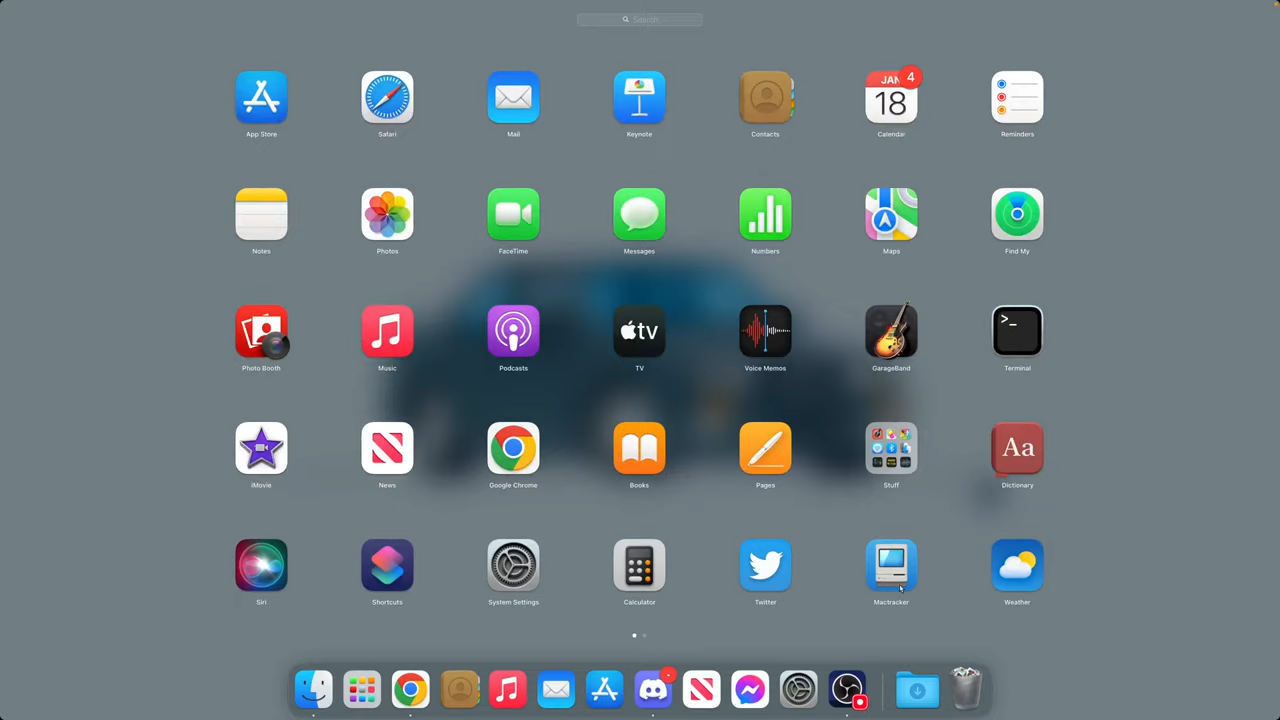 Search
App Store
Safari
Mail
Keynote
Contacts
JAN
4
18
Calendar
Reminders
Notes
Photos
FaceTime
Messages
Numbers
Maps
Find My
tv
>_
Photo Booth
Music
Podcasts
TV
Voice Memos
GarageBand
Terminal
Aa
iMovie
News
Google Chrome
Books
Pages
Stuff
Dictionary
Siri
Shortcuts
System Settings
Calculator
Twitter
Mactracker
Weather